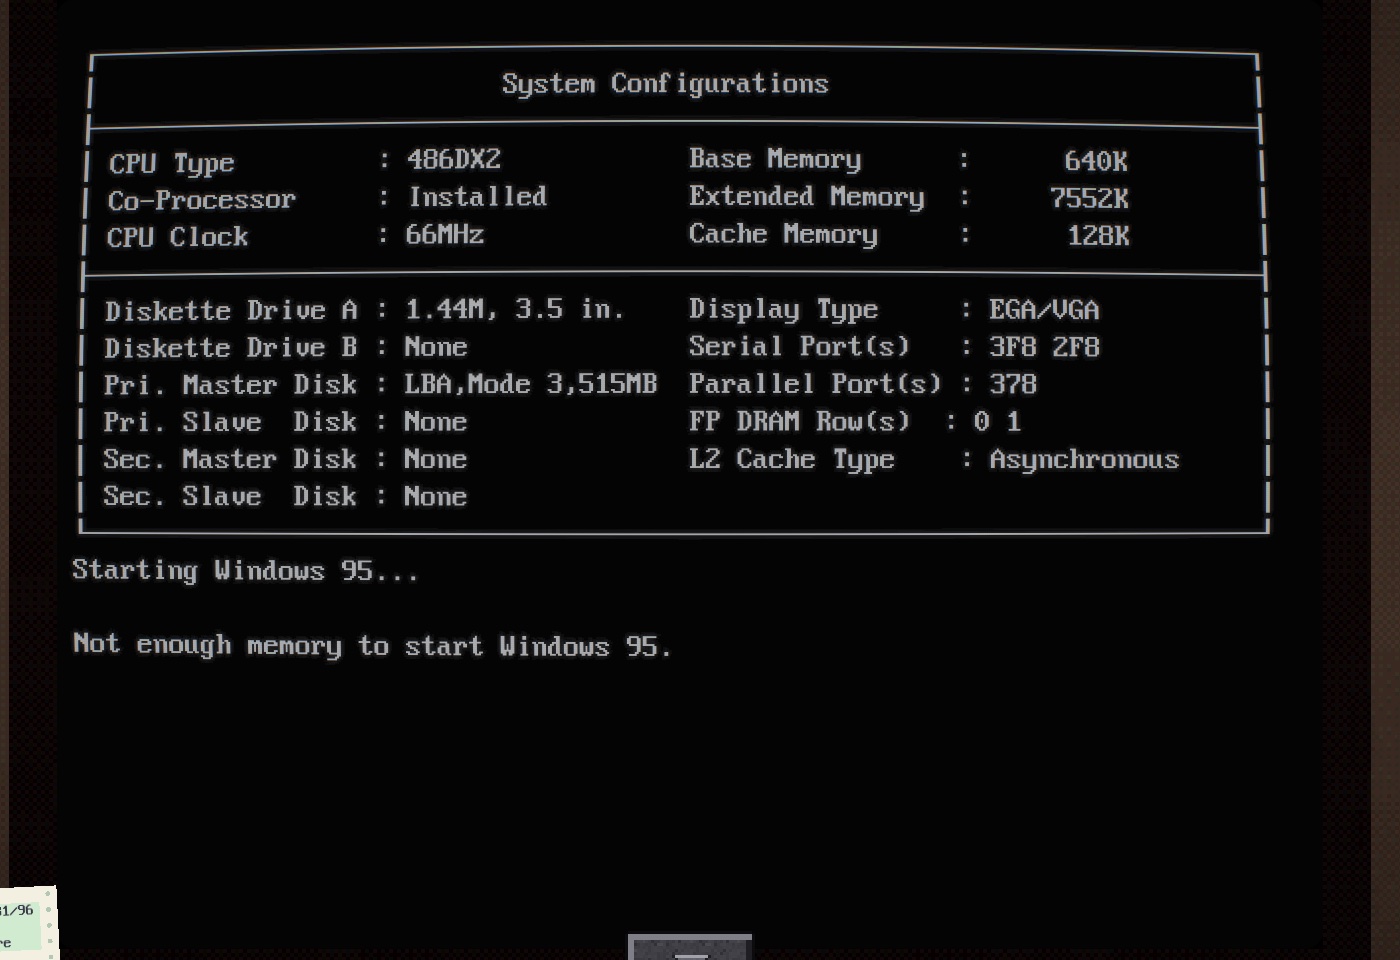 System Configurations
CPU Type : 486DX2 Base Memory : 640K
Co-Processor : Installed Extended Memory : 7552K
CPU Clock : 66MHz Cache Memory : 128K
Diskette Drive A : 1.44M, 3.5 in. Display Type : EGA/VGA
Diskette Drive B : None Serial Port(s) : 3F8 2F8
Pri. Master Disk : LBA,Mode 3,515MB Parallel Port(s) : 378
Pri. Slave Disk : None FP DRAM Row(s) : 0 1
Sec. Master Disk : None L2 Cache Type : Asynchronous
Sec. Slave Disk : None
Starting Windows 95...
Not enough memory to start Windows 95.
/96